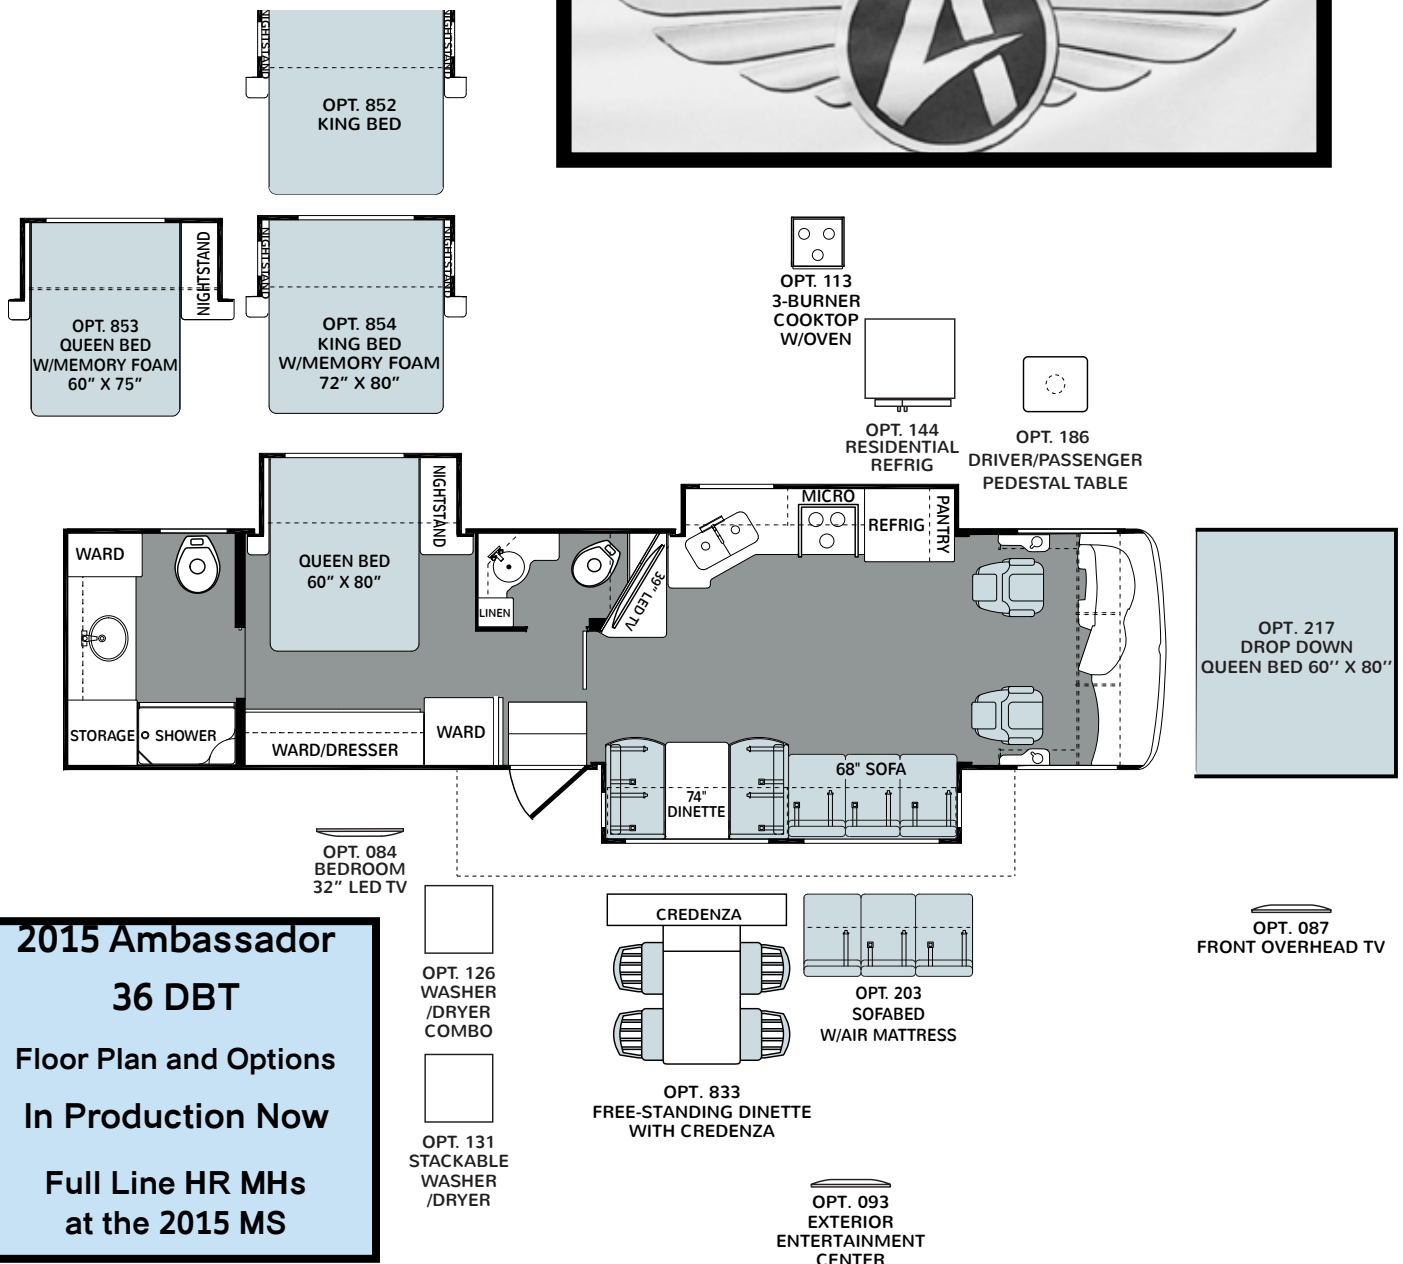 NIGHTSTAND
NIGHTSTAND
OPT. 852
KING BED
NIGHTSTAND
OPT. 853
QUEEN BED
W/MEMORY FOAM
60” X 75”
NIGHTSTAND
NIGHTSTAND
OPT. 854
KING BED
W/MEMORY FOAM
72” X 80”
OPT. 113
3-BURNER
COOKTOP
W/OVEN
OPT. 144
RESIDENTIAL
REFRIG
OPT. 186
DRIVER/PASSENGER
PEDESTAL TABLE
WARD
QUEEN BED
60” X 80”
NIGHTSTAND
LINEN
39" LED TV
MICRO
REFRIG
PANTRY
STORAGE
SHOWER
WARD/DRESSER
WARD
74"
DINETTE
68" SOFA
OPT. 217
DROP DOWN
QUEEN BED 60’’ X 80’’
OPT. 084
BEDROOM
32” LED TV
OPT. 126
WASHER
/DRYER
COMBO
OPT. 131
STACKABLE
WASHER
/DRYER
CREDENZA
OPT. 833
FREE-STANDING DINETTE
WITH CREDENZA
OPT. 203
SOFABED
W/AIR MATTRESS
OPT. 087
FRONT OVERHEAD TV
OPT. 093
EXTERIOR
ENTERTAINMENT
CENTER
2015 Ambassador
36 DBT
Floor Plan and Options
In Production Now
Full Line HR MHs
at the 2015 MS